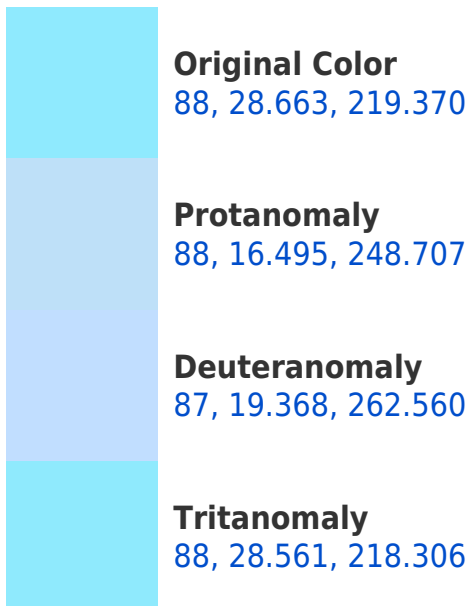 Original Color
88, 28.663, 219.370
Protanomaly
88, 16.495, 248.707
Deuteranomaly
87, 19.368, 262.560
Tritanomaly
88, 28.561, 218.306